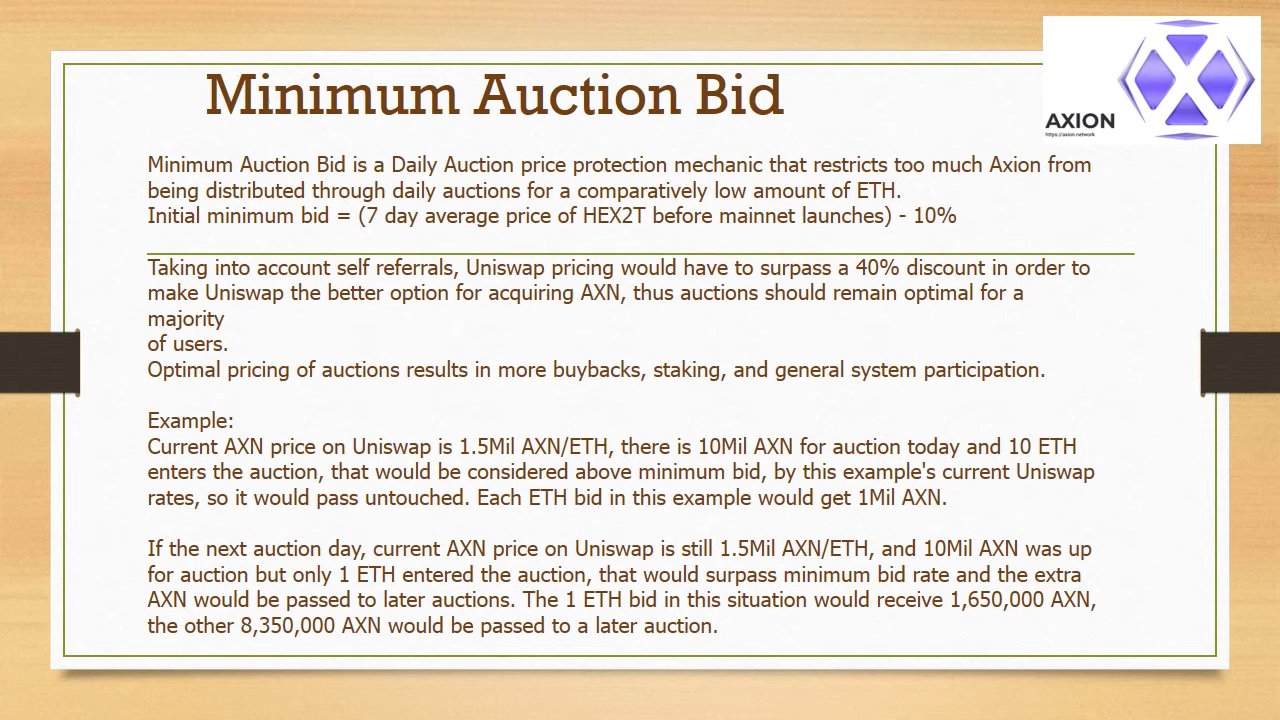 Minimum Auction Bid
AXION
https://axion.network
Minimum Auction Bid is a Daily Auction price protection mechanic that restricts too much Axion from
being distributed through daily auctions for a comparatively low amount of ETH.
Initial minimum bid = (7 day average price of HEX2T before mainnet launches) - 10%
Taking into account self referrals, Uniswap pricing would have to surpass a 40% discount in order to
make Uniswap the better option for acquiring AXN, thus auctions should remain optimal for a
majority
of users.
Optimal pricing of auctions results in more buybacks, staking, and general system participation.
Example:
Current AXN price on Uniswap is 1.5Mil AXN/ETH, there is 10Mil AXN for auction today and 10 ETH
enters the auction, that would be considered above minimum bid, by this example's current Uniswap
rates, so it would pass untouched. Each ETH bid in this example would get 1Mil AXN.
If the next auction day, current AXN price on Uniswap is still 1.5Mil AXN/ETH, and 10Mil AXN was up
for auction but only 1 ETH entered the auction, that would surpass minimum bid rate and the extra
AXN would be passed to later auctions. The 1 ETH bid in this situation would receive 1,650,000 AXN,
the other 8,350,000 AXN would be passed to a later auction.